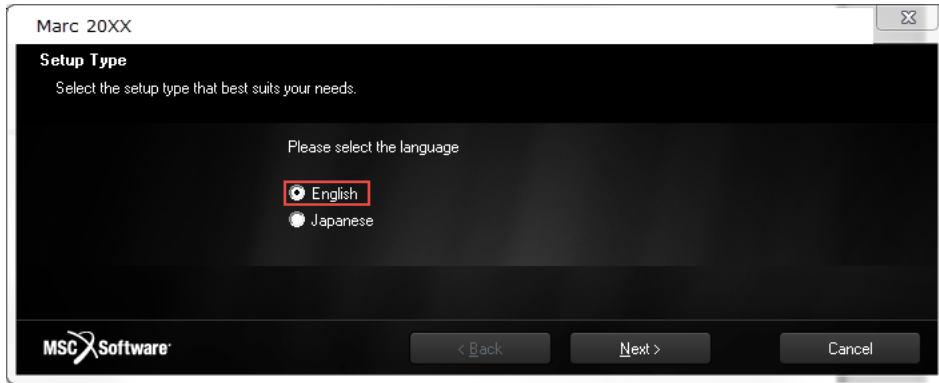 Marc 20XX
Setup Type
Select the setup type that best suits your needs.
Please select the language
English
Japanese
MSC Software
< Back
Next >
Cancel